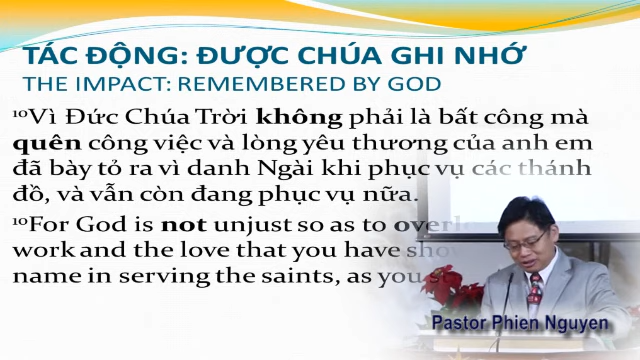 TÁC ĐỘNG: ĐƯỢC CHÚA GHI NHỚ
THE IMPACT: REMEMBERED BY GOD
¹⁰Vì Đức Chúa Trời không phải là bất công mà
quên công việc và lòng yêu thương của anh em
đã bày tỏ ra vì danh Ngài khi phục vụ các thánh
đồ, và vẫn còn đang phục vụ nữa.
¹⁰For God is not unjust so as to
work and the love that you have
name in serving the saints, as you
Pastor Phien Nguyen